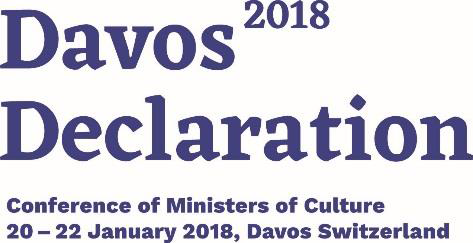 Davos 2018
Declaration
Conference of Ministers of Culture
20 – 22 January 2018, Davos Switzerland